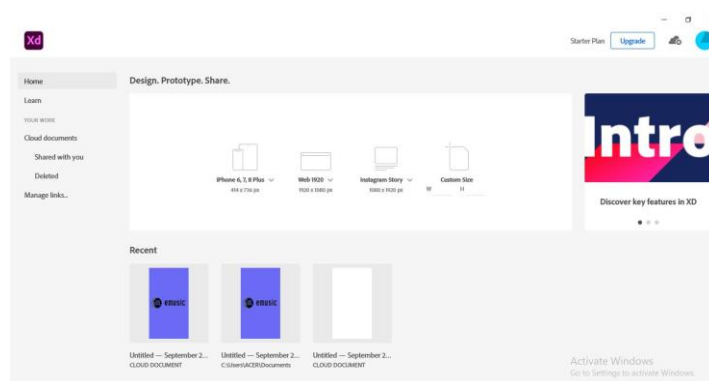 Xd
Starter Plan Upgrade
Home
Learn
YOUR WORK
Cloud documents
Shared with you
Deleted
Manage links...
Design. Prototype. Share.
iPhone 6, 7, 8 Plus
414 x 736 px
Web 1920
1920 x 1080 px
Instagram Story
1080 x 1920 px
Custom Size
W H
Intro
Discover key features in XD
Recent
emusic
emusic
Untitled — September 2...
CLOUD DOCUMENT
Untitled — September 2...
C:\Users\ACER\Documents
Untitled — September 2...
CLOUD DOCUMENT
Activate Windows
Go to Settings to activate Windows.